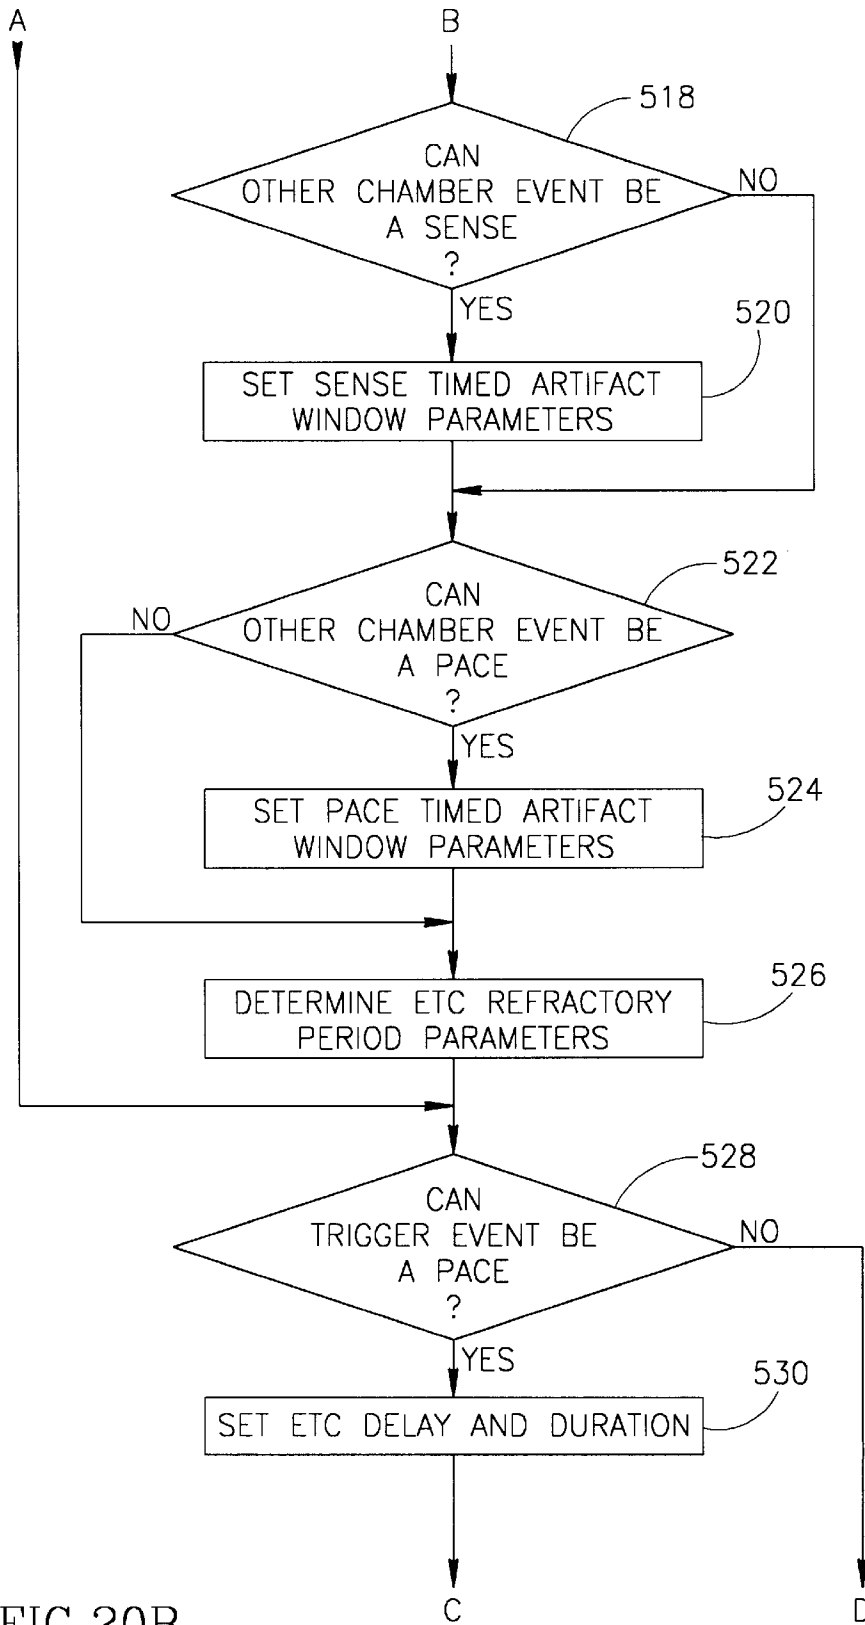 A
B
518
CAN
OTHER CHAMBER EVENT BE
A SENSE
?
NO
YES
520
SET SENSE TIMED ARTIFACT
WINDOW PARAMETERS
522
CAN
OTHER CHAMBER EVENT BE
A PACE
?
NO
YES
524
SET PACE TIMED ARTIFACT
WINDOW PARAMETERS
526
DETERMINE ETC REFRACTORY
PERIOD PARAMETERS
528
CAN
TRIGGER EVENT BE
A PACE
?
NO
YES
530
SET ETC DELAY AND DURATION
C
D